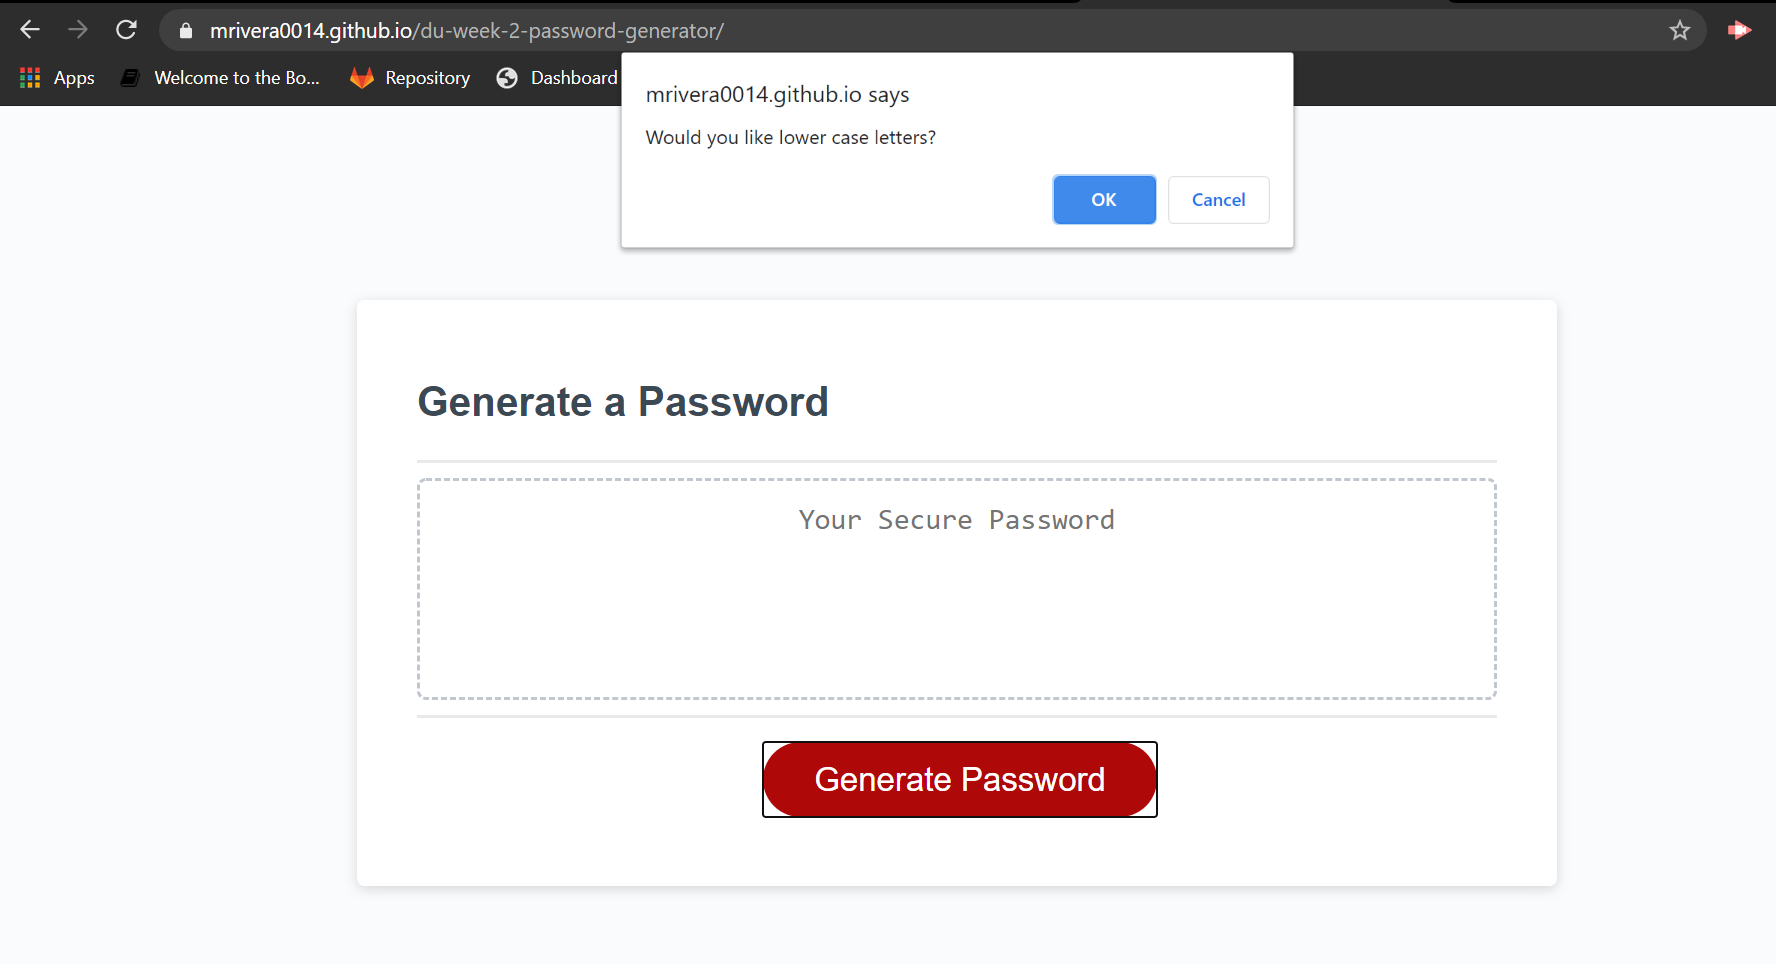 mrivera0014.github.io/du-week-2-password-generator/
Apps Welcome to the Bo... Repository Dashboard
mrivera0014.github.io says
Would you like lower case letters?
OK Cancel
Generate a Password
Your Secure Password
Generate Password